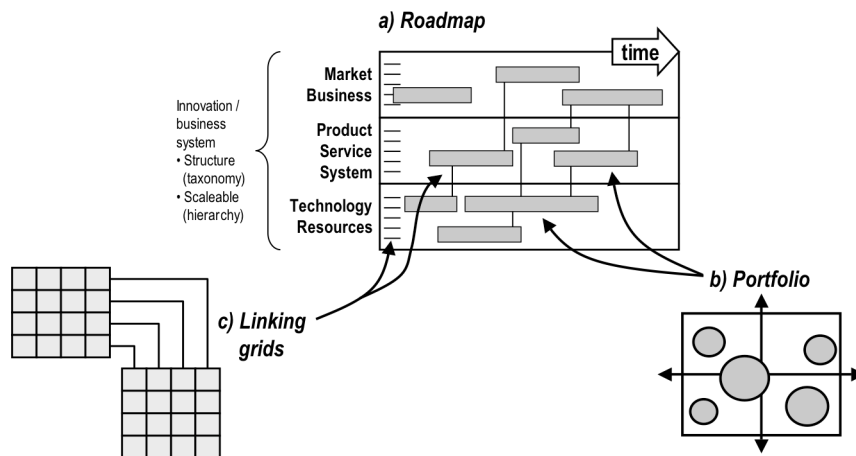 a) Roadmap
time
Market
Business
Product
Service
System
Technology
Resources
Innovation /
business
system
• Structure
(taxonomy)
• Scaleable
(hierarchy)
b) Portfolio
c) Linking
grids